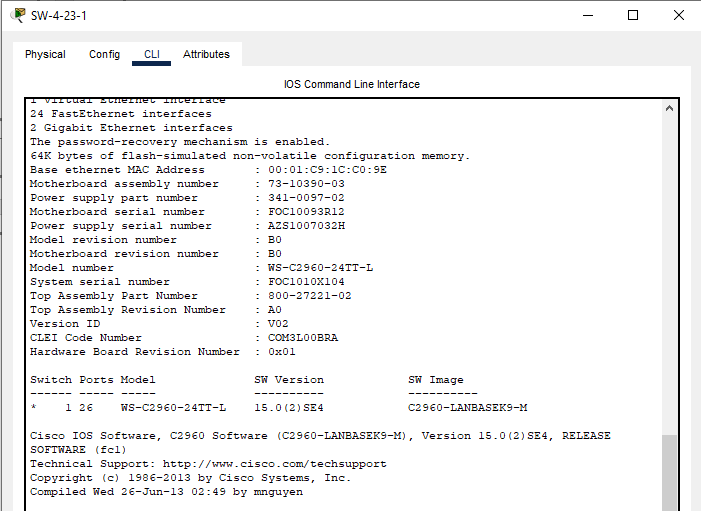 SW-4-23-1
Physical Config CLI Attributes
IOS Command Line Interface
1 Virtual Ethernet interface
24 FastEthernet interfaces
2 Gigabit Ethernet interfaces
The password-recovery mechanism is enabled.
64K bytes of flash-simulated non-volatile configuration memory.
Base ethernet MAC Address : 00:01:C9:1C:C0:9E
Motherboard assembly number : 73-10390-03
Power supply part number : 341-0097-02
Motherboard serial number : FOC10093R12
Power supply serial number : AZS1007032H
Model revision number : B0
Motherboard revision number : B0
Model number : WS-C2960-24TT-L
System serial number : FOC1010X104
Top Assembly Part Number : 800-27221-02
Top Assembly Revision Number : A0
Version ID : V02
CLEI Code Number : COM3L00BRA
Hardware Board Revision Number : 0x01
Switch Ports Model SW Version SW Image
------ ----- ----- ---------- ----------
* 1 26 WS-C2960-24TT-L 15.0(2)SE4 C2960-LANBASEK9-M
Cisco IOS Software, C2960 Software (C2960-LANBASEK9-M), Version 15.0(2)SE4, RELEASE
SOFTWARE (fc1)
Technical Support: http://www.cisco.com/techsupport
Copyright (c) 1986-2013 by Cisco Systems, Inc.
Compiled Wed 26-Jun-13 02:49 by mnguyen